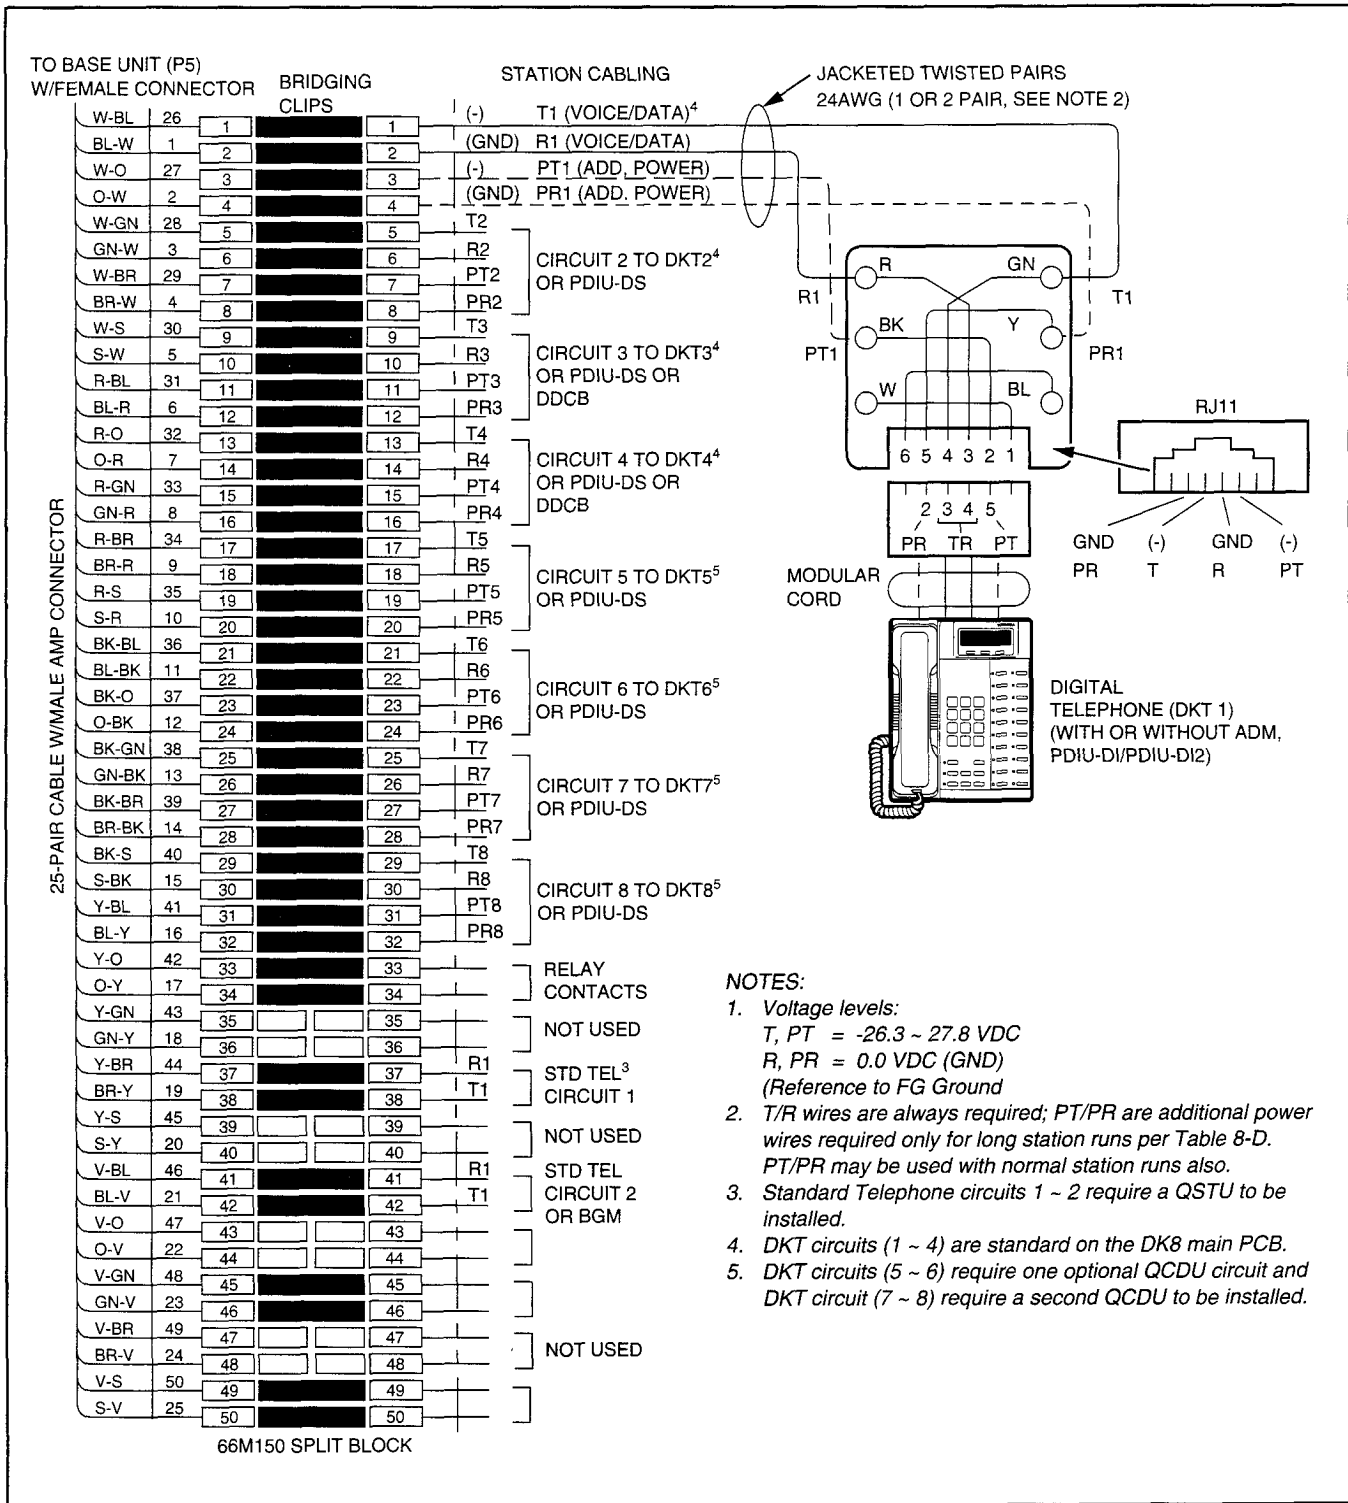 TO BASE UNIT (P5)
W/FEMALE CONNECTOR
BRIDGING
CLIPS
STATION CABLING
JACKETED TWISTED PAIRS
24AWG (1 OR 2 PAIR, SEE NOTE 2)
W-BL 26 1 1 (-) T1 (VOICE/DATA)4
BL-W 1 2 2 (GND) R1 (VOICE/DATA)
W-O 27 3 3 (-) PT1 (ADD, POWER)
O-W 2 4 4 (GND) PR1 (ADD. POWER)
W-GN 28 5 5 T2
GN-W 3 6 6 R2
W-BR 29 7 7 PT2
BR-W 4 8 8 PR2
CIRCUIT 2 TO DKT24
OR PDIU-DS
W-S 30 9 9 T3
S-W 5 10 10 R3
R-BL 31 11 11 PT3
BL-R 6 12 12 PR3
CIRCUIT 3 TO DKT34
OR PDIU-DS OR
DDCB
R-O 32 13 13 T4
O-R 7 14 14 R4
R-GN 33 15 15 PT4
GN-R 8 16 16 PR4
CIRCUIT 4 TO DKT44
OR PDIU-DS OR
DDCB
R-BR 34 17 17 T5
BR-R 9 18 18 R5
R-S 35 19 19 PT5
S-R 10 20 20 PR5
CIRCUIT 5 TO DKT55
OR PDIU-DS
BK-BL 36 21 21 T6
BL-BK 11 22 22 R6
BK-O 37 23 23 PT6
O-BK 12 24 24 PR6
CIRCUIT 6 TO DKT65
OR PDIU-DS
BK-GN 38 25 25 T7
GN-BK 13 26 26 R7
BK-BR 39 27 27 PT7
BR-BK 14 28 28 PR7
CIRCUIT 7 TO DKT75
OR PDIU-DS
BK-S 40 29 29 T8
S-BK 15 30 30 R8
Y-BL 41 31 31 PT8
BL-Y 16 32 32 PR8
CIRCUIT 8 TO DKT85
OR PDIU-DS
Y-O 42 33 33
O-Y 17 34 34
RELAY
CONTACTS
Y-GN 43 35 35
GN-Y 18 36 36
NOT USED
Y-BR 44 37 37 R1
BR-Y 19 38 38 T1
STD TEL3
CIRCUIT 1
Y-S 45 39 39
S-Y 20 40 40
NOT USED
V-BL 46 41 41 R1
BL-V 21 42 42 T1
STD TEL
CIRCUIT 2
OR BGM
V-O 47 43 43
O-V 22 44 44
V-GN 48 45 45
GN-V 23 46 46
V-BR 49 47 47
BR-V 24 48 48
NOT USED
V-S 50 49 49
S-V 25 50 50
66M150 SPLIT BLOCK
25-PAIR CABLE W/MALE AMP CONNECTOR
R GN
R1 T1
BK Y
PT1 PR1
W BL
6 5 4 3 2 1
2 3 4 5
PR TR PT
RJ11
GND (-) GND (-)
PR T R PT
MODULAR
CORD
DIGITAL
TELEPHONE (DKT 1)
(WITH OR WITHOUT ADM,
PDIU-DI/PDIU-DI2)
NOTES:
1. Voltage levels:
T, PT = -26.3 ~ 27.8 VDC
R, PR = 0.0 VDC (GND)
(Reference to FG Ground
2. T/R wires are always required; PT/PR are additional power
wires required only for long station runs per Table 8-D.
PT/PR may be used with normal station runs also.
3. Standard Telephone circuits 1 ~ 2 require a QSTU to be
installed.
4. DKT circuits (1 ~ 4) are standard on the DK8 main PCB.
5. DKT circuits (5 ~ 6) require one optional QCDU circuit and
DKT circuit (7 ~ 8) require a second QCDU to be installed.